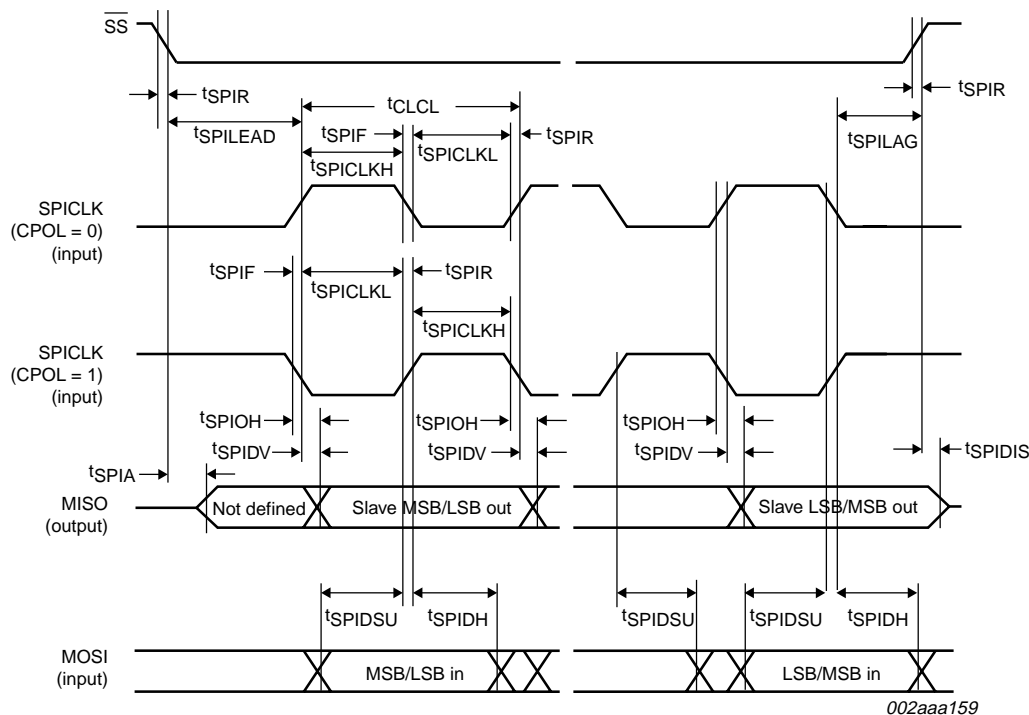 SS
tSPIR
tSPIR
tCLCL
tSPILEAD
tSPIF
tSPICLKL
tSPIR
tSPILAG
tSPICLKH
SPICLK
(CPOL = 0)
(input)
tSPIF
tSPICLKL
tSPIR
tSPICLKH
SPICLK
(CPOL = 1)
(input)
tSPIOH
tSPIOH
tSPIOH
tSPIDV
tSPIDV
tSPIDV
tSPIDIS
tSPIA
MISO
(output)
Not defined
Slave MSB/LSB out
Slave LSB/MSB out
tSPIDSU
tSPIDH
tSPIDSU
tSPIDSU
tSPIDH
MOSI
(input)
MSB/LSB in
LSB/MSB in
002aaa159